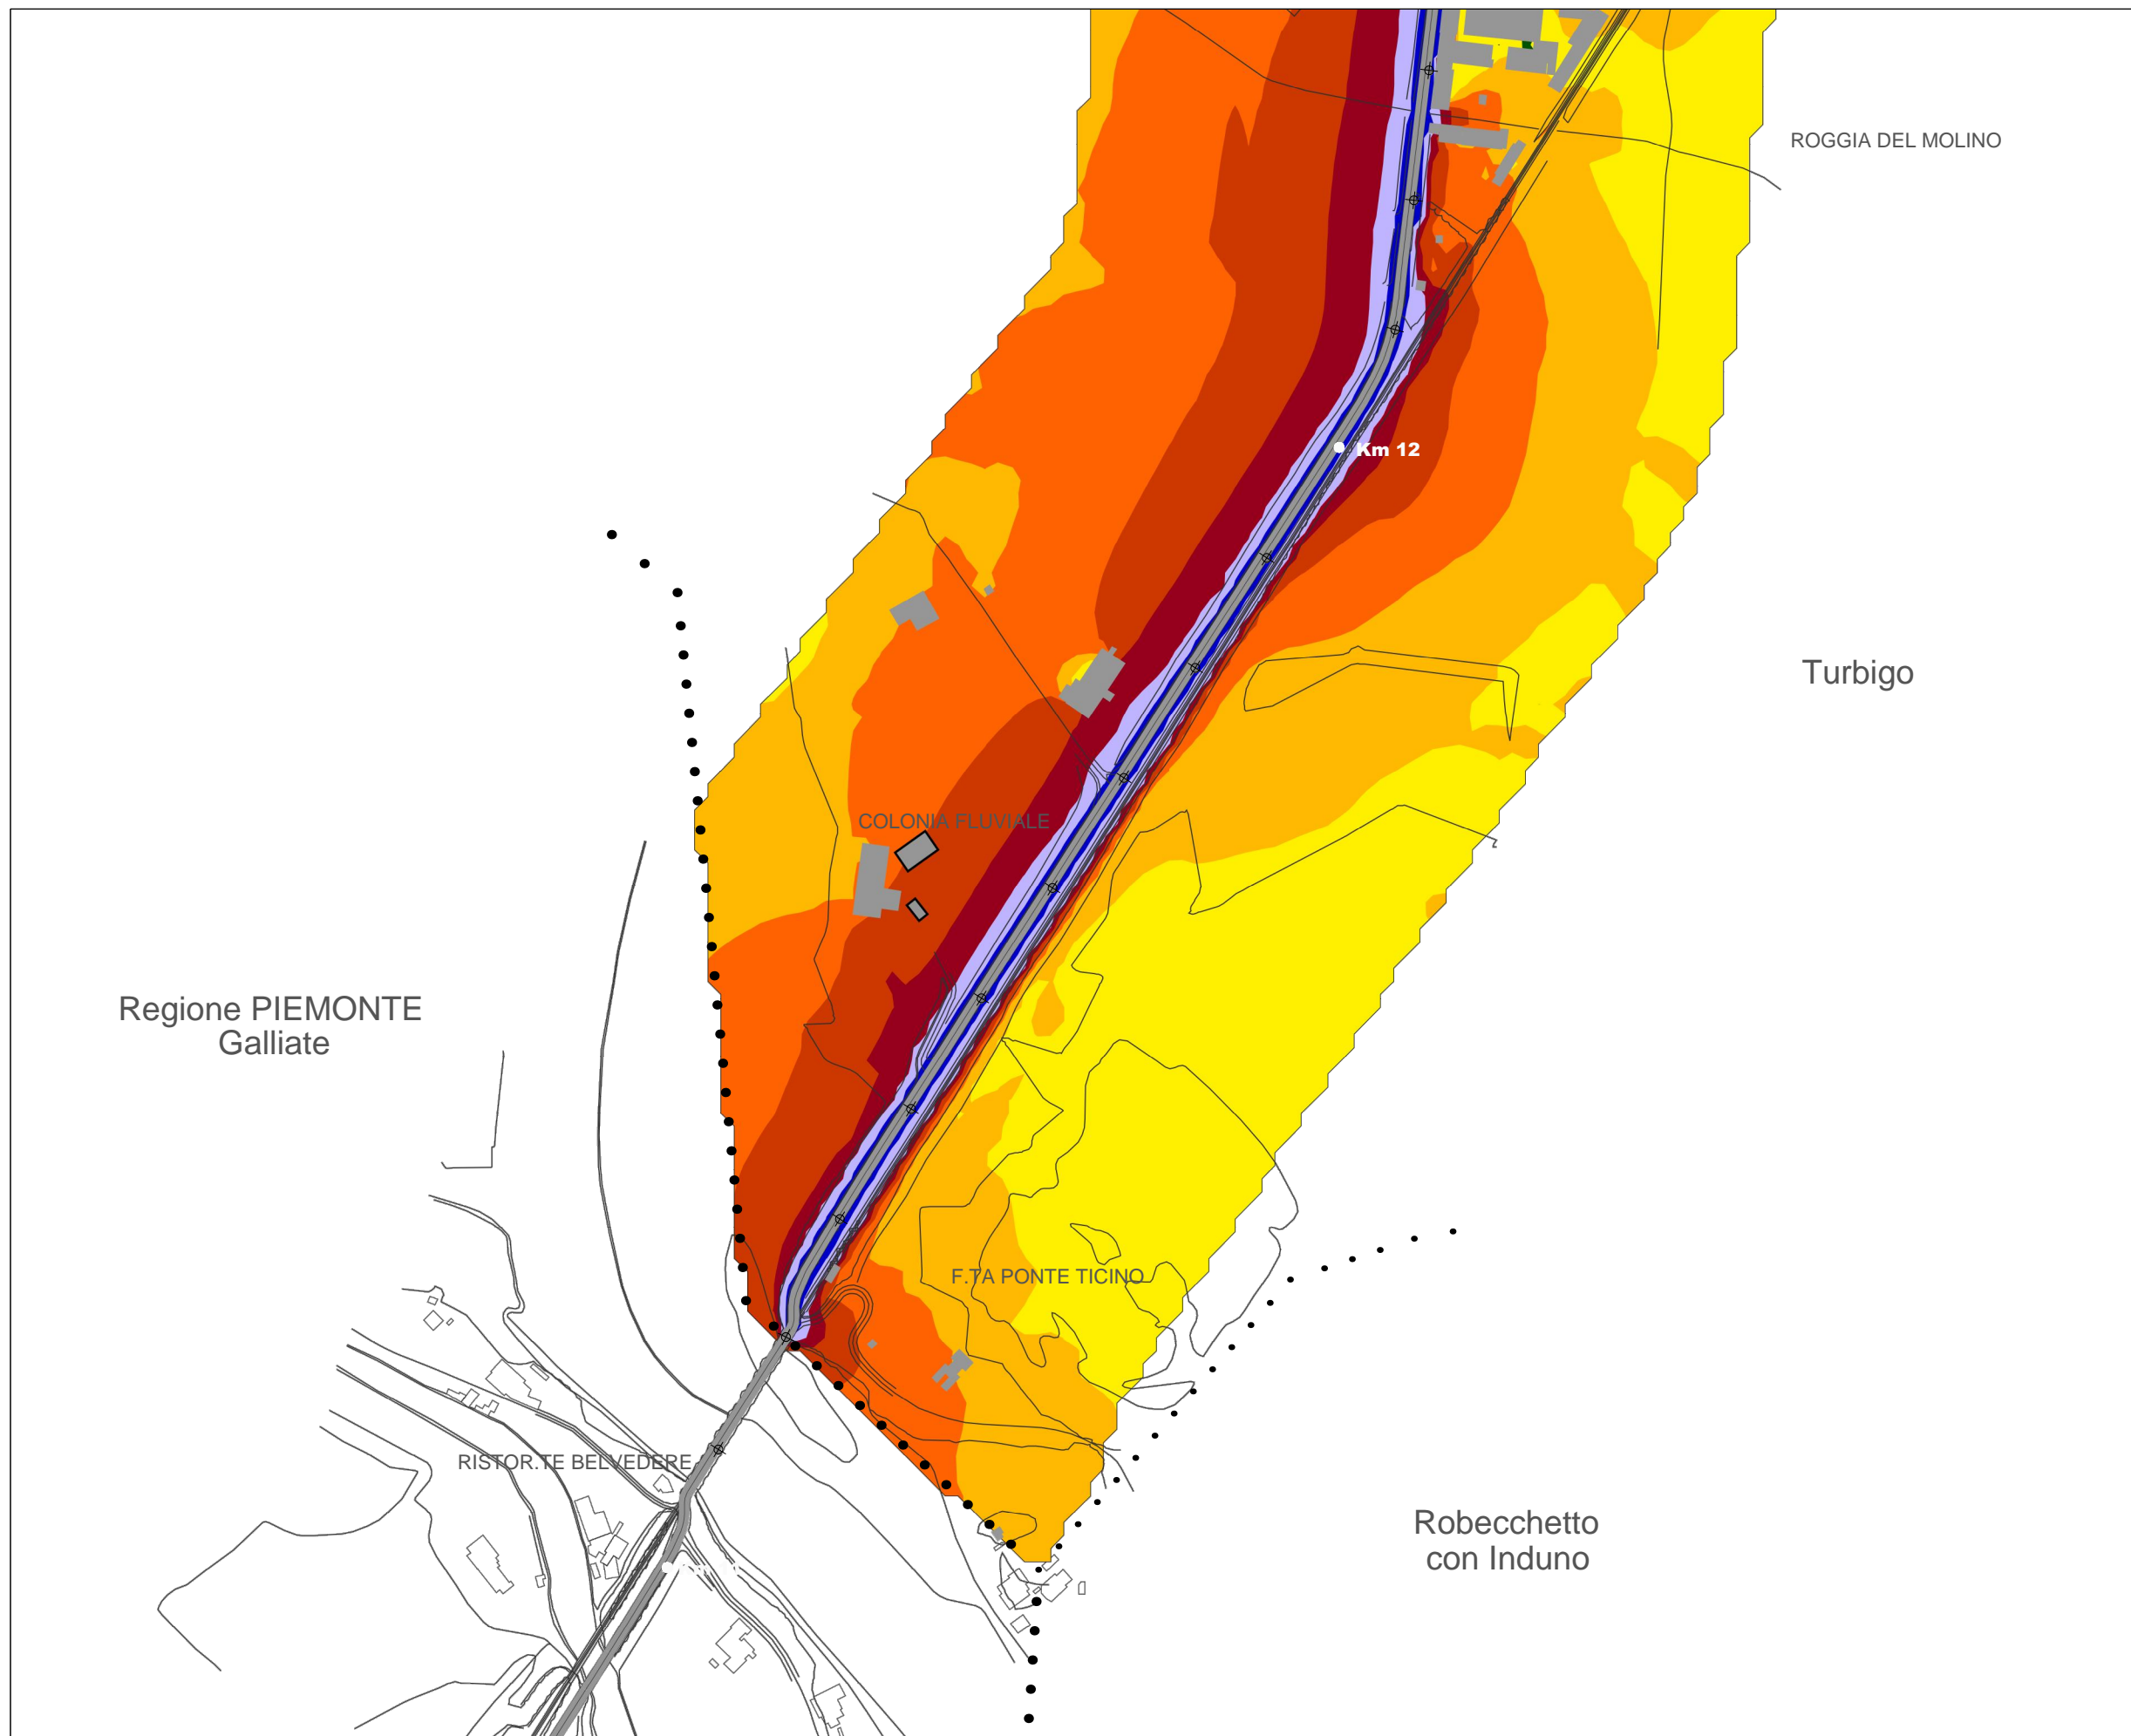 ROGGIA DEL MOLINO
Km 12
Turbigo
COLONIA FLUVIALE
Regione PIEMONTE
Galliate
F.TA PONTE TICINO
RISTOR.TE BELVEDERE
Robecchetto
con Induno